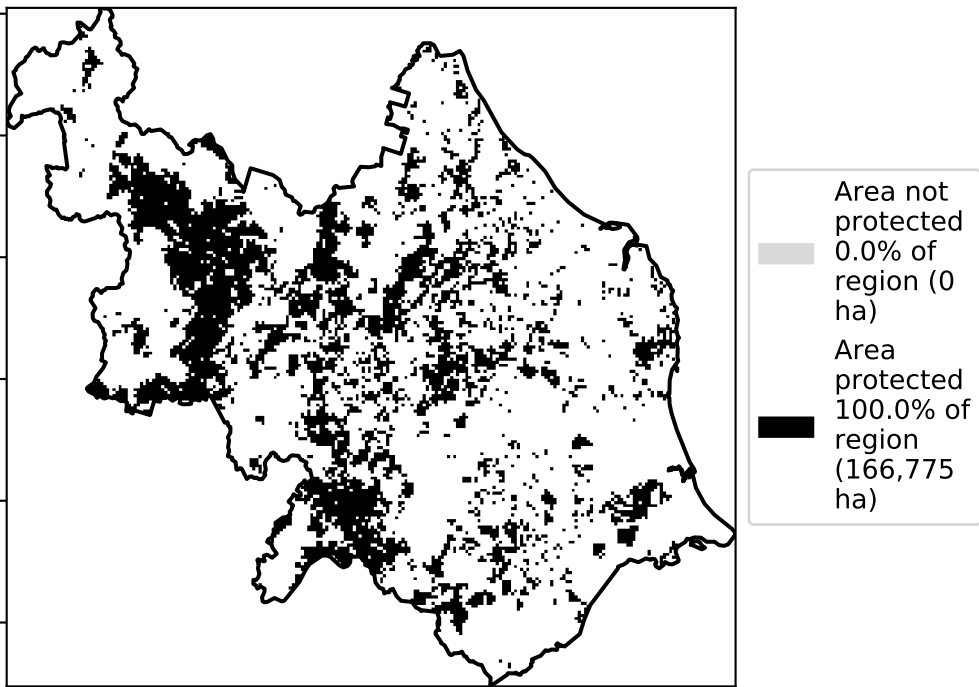 Area not
protected
0.0% of
region (0
ha)
Area
protected
100.0% of
region
(166,775
ha)